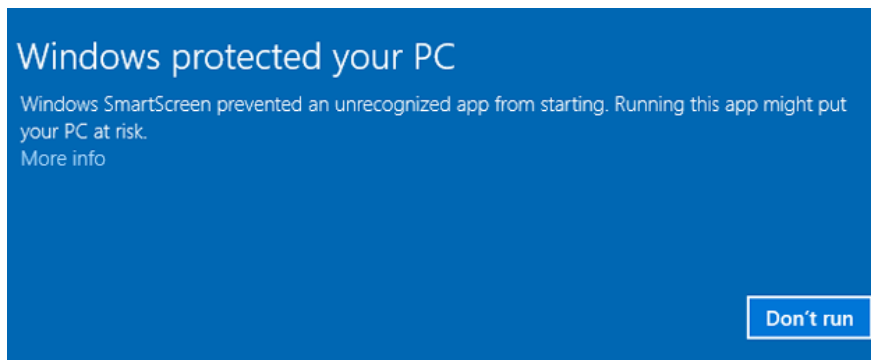 Windows protected your PC
Windows SmartScreen prevented an unrecognized app from starting. Running this app might put
your PC at risk.
More info
Don't run